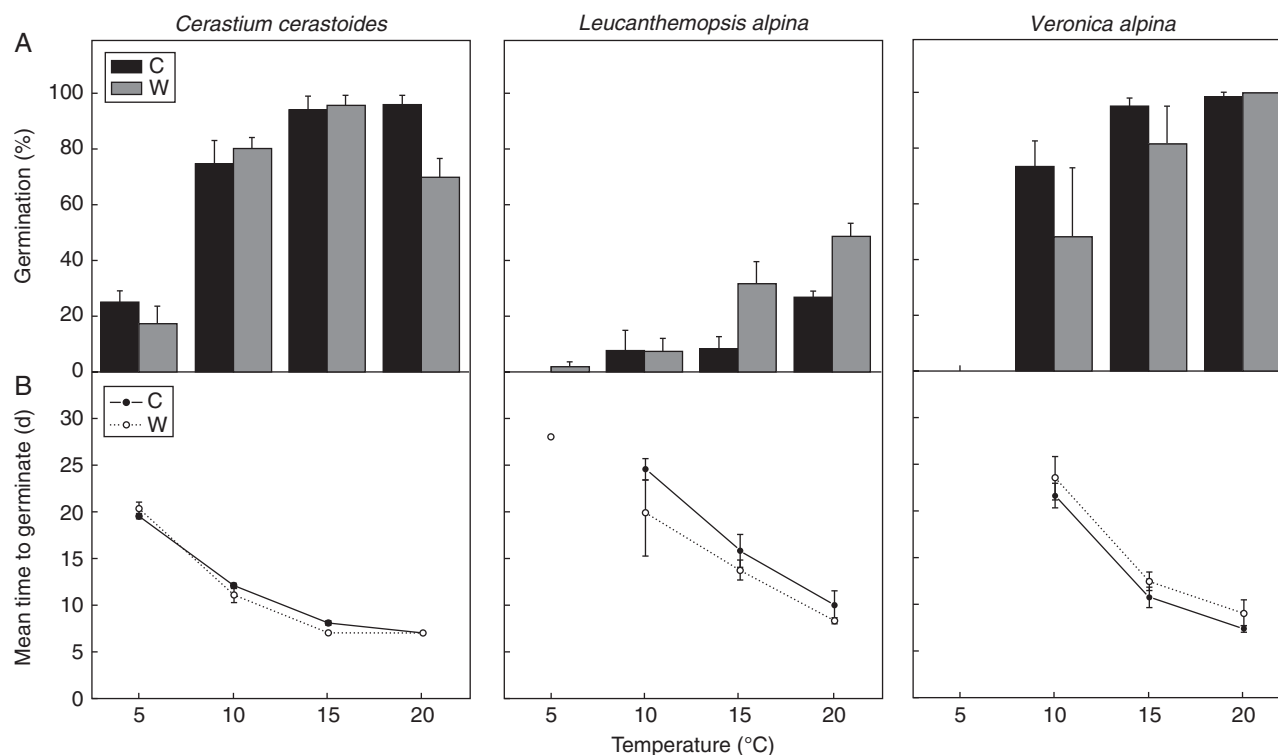 Cerastium cerastoides
Leucanthemopsis alpina
Veronica alpina
A
C
W
100
80
60
40
20
0
Germination (%)
B
C
W
30
25
20
15
10
5
0
Mean time to germinate (d)
5 10 15 20
5 10 15 20
5 10 15 20
Temperature (°C)